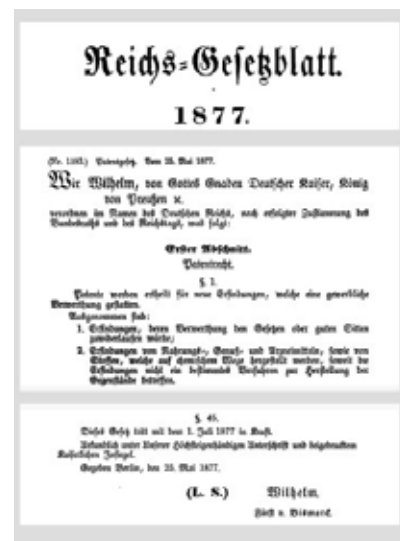 Reichs-Gesetzblatt.
1877.
(Nr. 1193.) Patentgesetz. Vom 25. Mai 1877.
Wir Wilhelm, von Gottes Gnaden Deutscher Kaiser, König
von Preußen ꝛc.
verordnen im Namen des Deutschen Reichs, nach erfolgter Zustimmung des
Bundesraths und des Reichstags, was folgt:
Erster Abschnitt.
Patentrecht.
§. 1.
Patente werden ertheilt für neue Erfindungen, welche eine gewerbliche
Verwerthung gestatten.
Ausgenommen sind:
1. Erfindungen, deren Verwerthung den Gesetzen oder guten Sitten
zuwiderlaufen würde;
2. Erfindungen von Nahrungs-, Genuß- und Arzneimitteln, sowie von
Stoffen, welche auf chemischem Wege hergestellt werden, soweit die
Erfindungen nicht ein bestimmtes Verfahren zur Herstellung der
Gegenstände betreffen.
§. 45.
Dieses Gesetz tritt mit dem 1. Juli 1877 in Kraft.
Urkundlich unter Unserer Höchsteigenhändigen Unterschrift und beigedrucktem
Kaiserlichen Insiegel.
Gegeben Berlin, den 25. Mai 1877.
(L. S.) Wilhelm.
Fürst v. Bismarck.